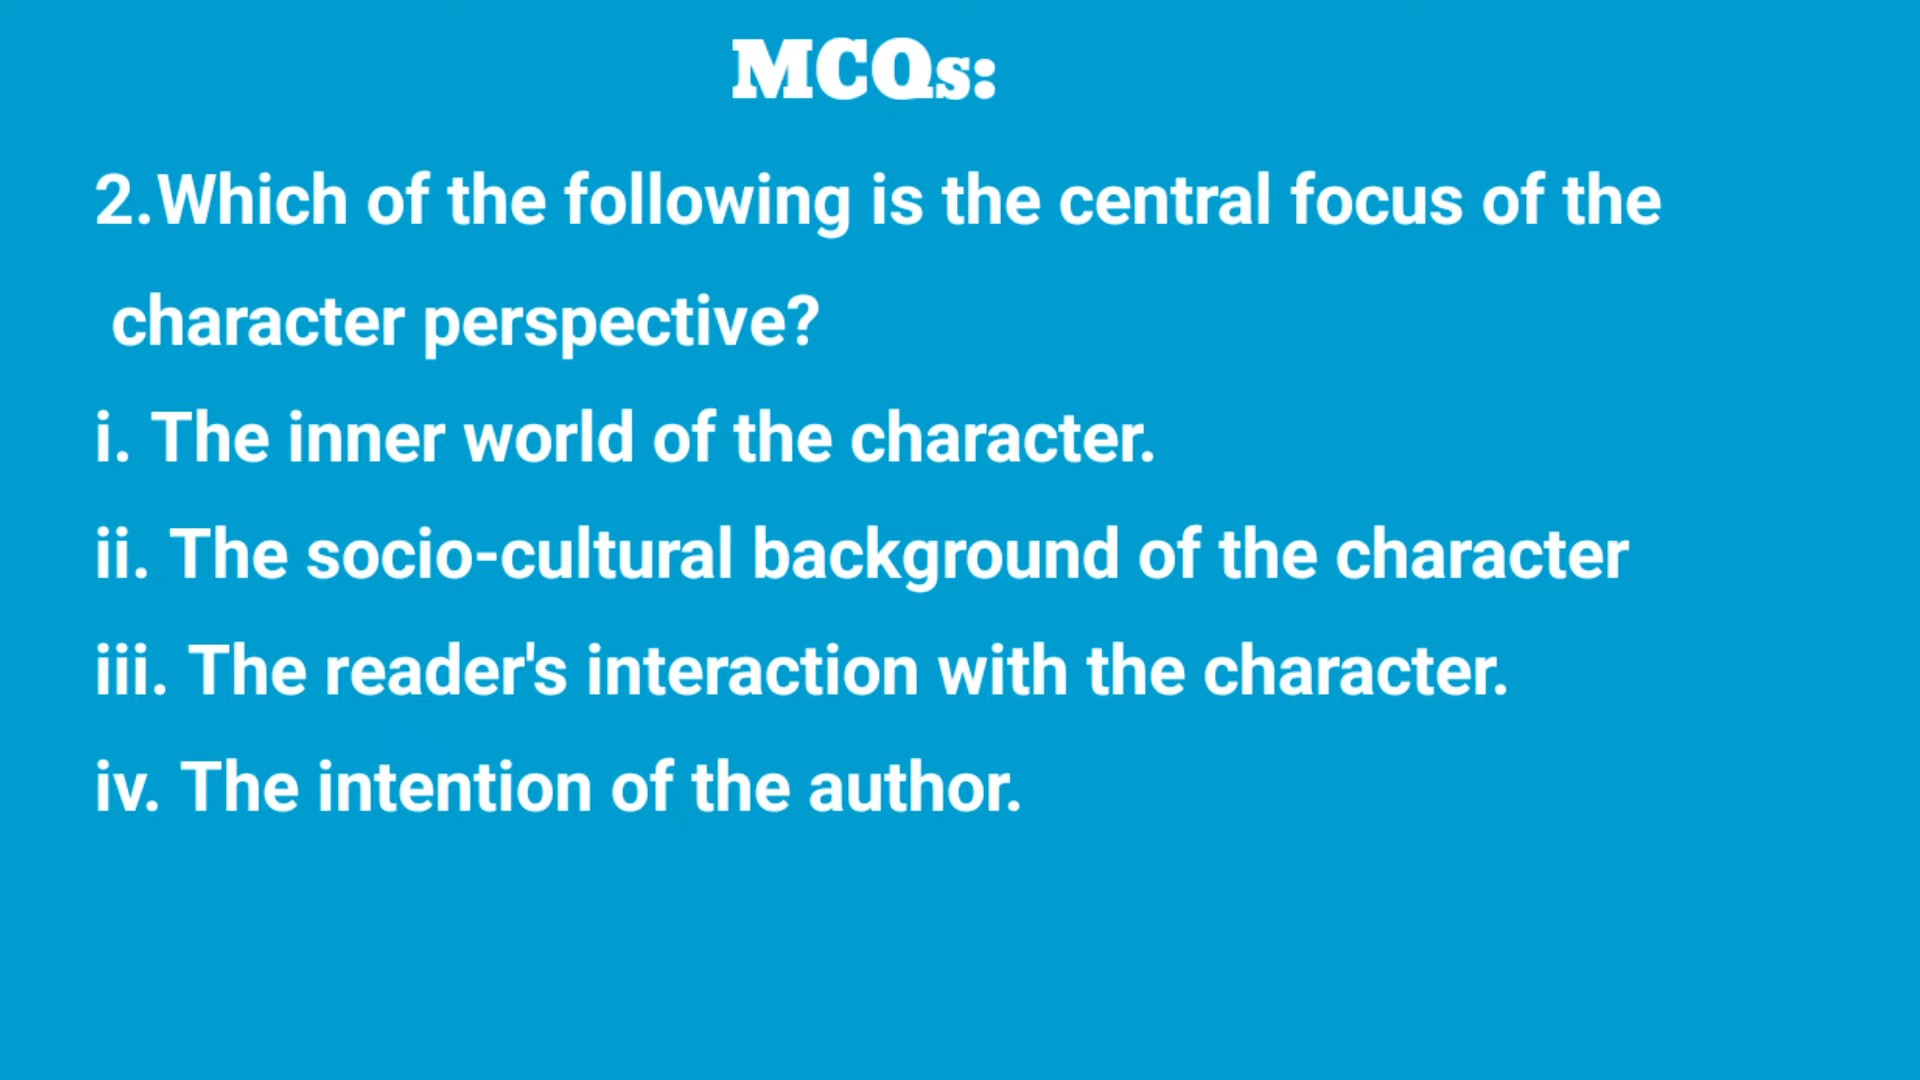 MCQs:
2.Which of the following is the central focus of the
character perspective?
i. The inner world of the character.
ii. The socio-cultural background of the character
iii. The reader's interaction with the character.
iv. The intention of the author.